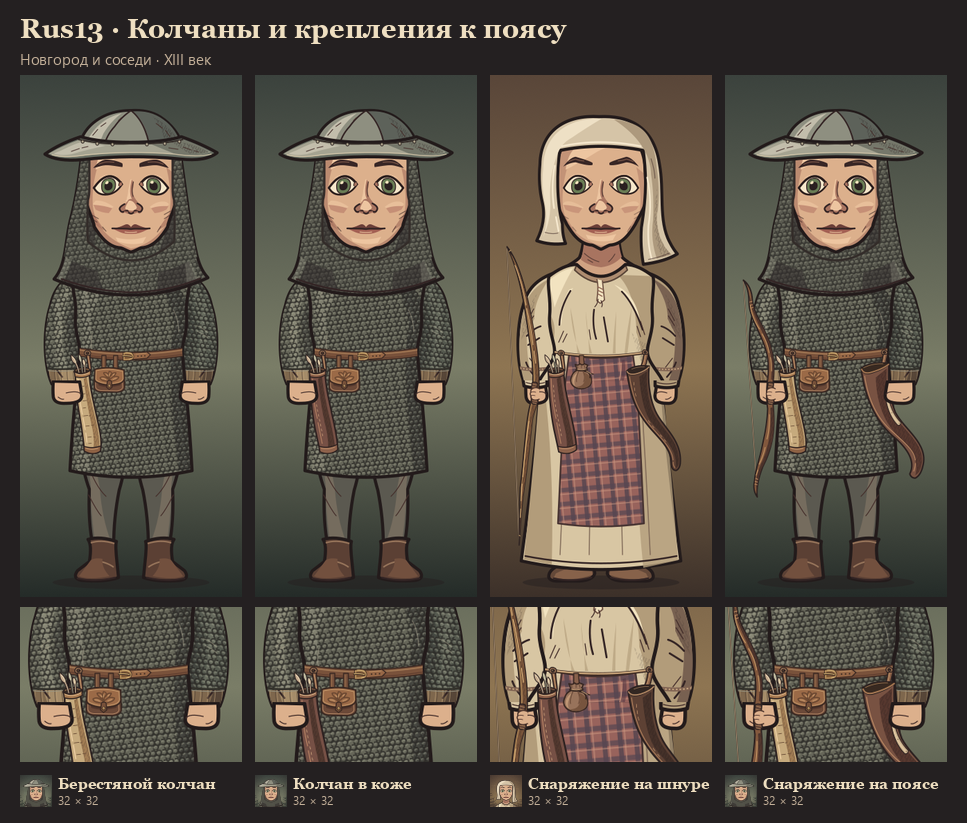 Rus13 · Колчаны и крепления к поясу
Новгород и соседи · XIII век
Берестяной колчан
32 × 32
Колчан в коже
32 × 32
Снаряжение на шнуре
32 × 32
Снаряжение на поясе
32 × 32